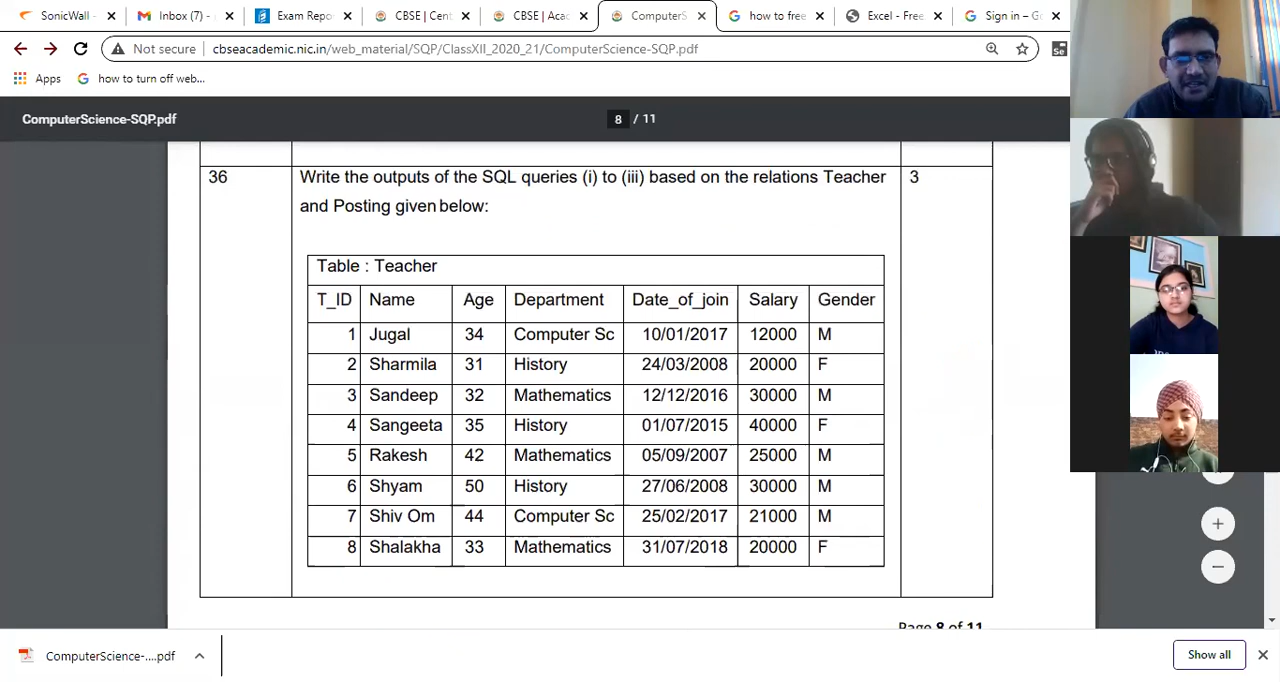 SonicWall -
Inbox (7) -
Exam Repo
CBSE | Cent
CBSE | Aca
ComputerS
how to free
Excel - Free
Sign in – G
Not secure cbseacademic.nic.in/web_material/SQP/ClassXII_2020_21/ComputerScience-SQP.pdf
Se
Apps how to turn off web...
ComputerScience-SQP.pdf 8 / 11
36 Write the outputs of the SQL queries (i) to (iii) based on the relations Teacher 3
and Posting given below:
Table : Teacher
T_ID Name Age Department Date_of_join Salary Gender
1 Jugal 34 Computer Sc 10/01/2017 12000 M
2 Sharmila 31 History 24/03/2008 20000 F
3 Sandeep 32 Mathematics 12/12/2016 30000 M
4 Sangeeta 35 History 01/07/2015 40000 F
5 Rakesh 42 Mathematics 05/09/2007 25000 M
6 Shyam 50 History 27/06/2008 30000 M
7 Shiv Om 44 Computer Sc 25/02/2017 21000 M
8 Shalakha 33 Mathematics 31/07/2018 20000 F
Page 8 of 11
ComputerScience-....pdf
Show all